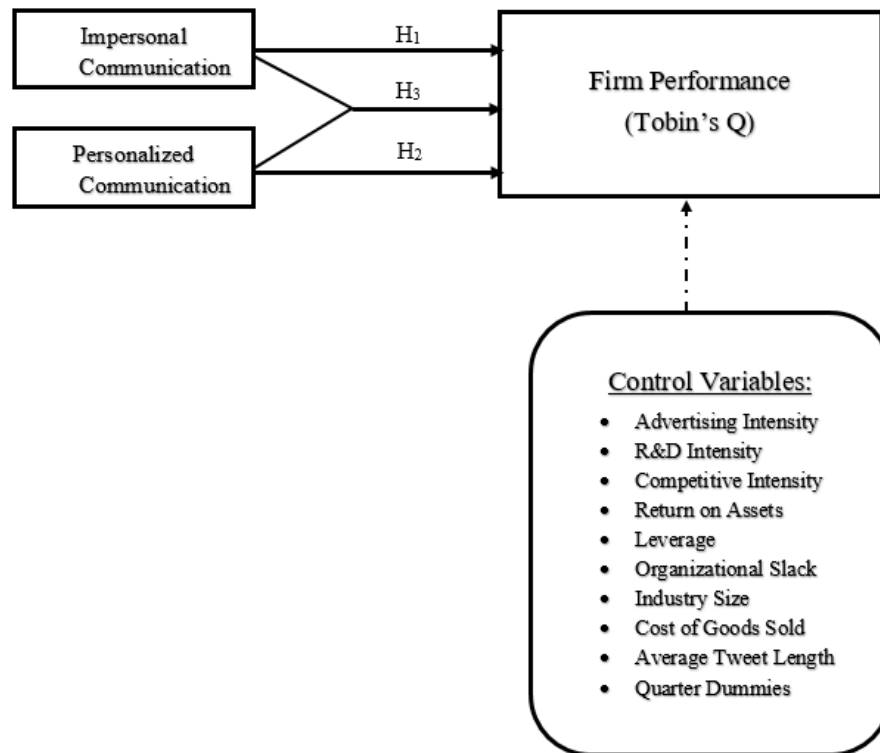 Impersonal
Communication
H1
Firm Performance
(Tobin’s Q)
H3
Personalized
Communication
H2
Control Variables:
• Advertising Intensity
• R&D Intensity
• Competitive Intensity
• Return on Assets
• Leverage
• Organizational Slack
• Industry Size
• Cost of Goods Sold
• Average Tweet Length
• Quarter Dummies